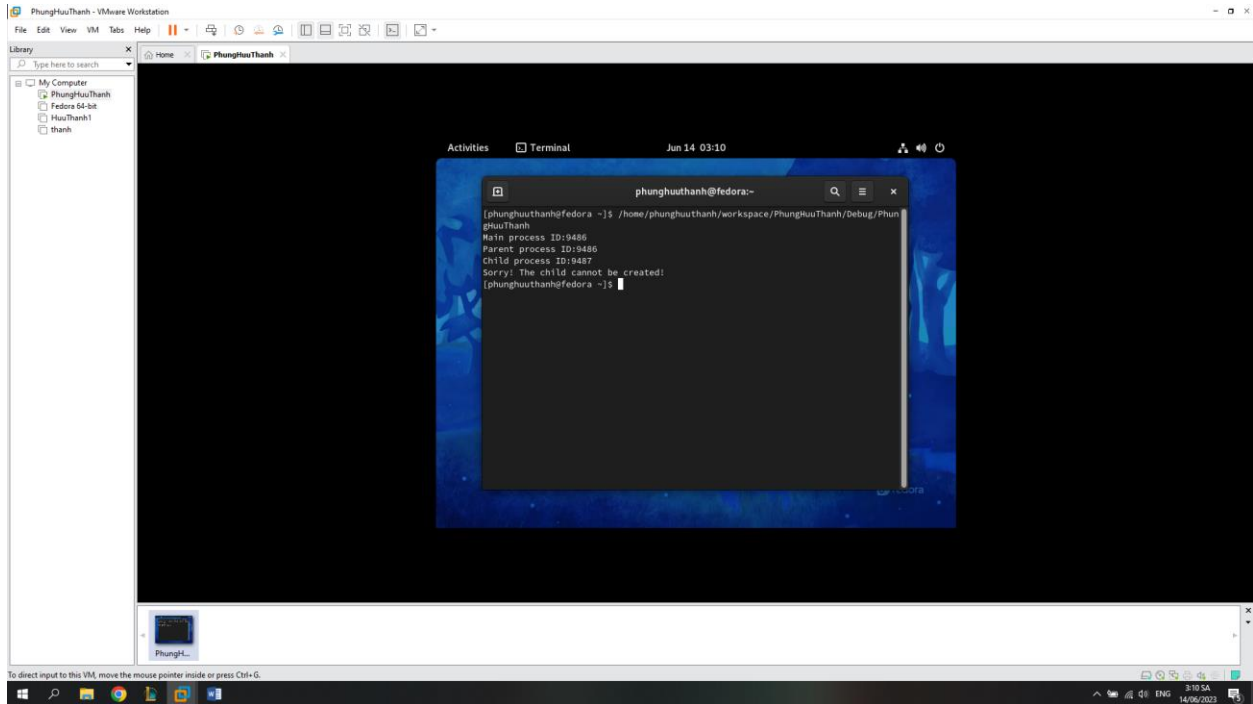 PhungHuuThanh - VMware Workstation
File Edit View VM Tabs Help
Library
Type here to search
My Computer
PhungHuuThanh
Fedora 64-bit
HuuThanh1
thanh
Home
PhungHuuThanh
Activities Terminal Jun 14 03:10
phunghuuthanh@fedora:~
[phunghuuthanh@fedora ~]$ /home/phunghuuthanh/workspace/PhungHuuThanh/Debug/Phun
gHuuThanh
Main process ID:9486
Parent process ID:9486
Child process ID:9487
Sorry! The child cannot be created!
[phunghuuthanh@fedora ~]$
fedora
PhungH...
To direct input to this VM, move the mouse pointer inside or press Ctrl+G.
ENG
3:10 SA
14/06/2023